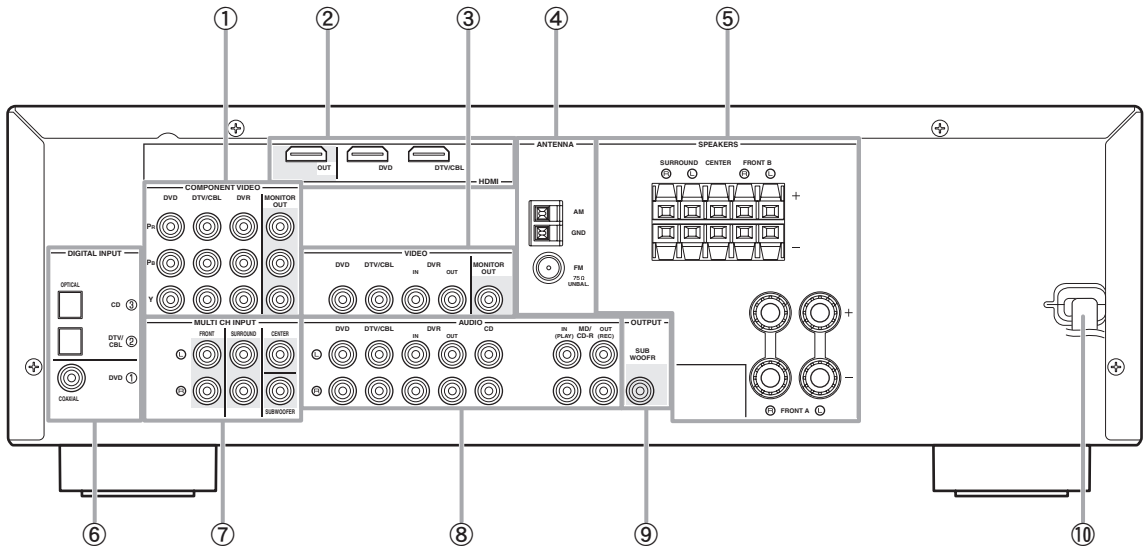 ① ② ③ ④ ⑤
ANTENNA
SPEAKERS
SURROUND CENTER FRONT B
R L R L
+
−
OUT DVD DTV/CBL
HDMI
COMPONENT VIDEO
DVD DTV/CBL DVR MONITOR OUT
PR
PB
Y
AM
GND
FM
75Ω
UNBAL.
VIDEO
DVD DTV/CBL DVR MONITOR OUT
IN OUT
DIGITAL INPUT
OPTICAL
CD ③
DTV/
CBL ②
DVD ①
COAXIAL
MULTI CH INPUT
FRONT SURROUND CENTER
L
R
SUBWOOFER
AUDIO
DVD DTV/CBL DVR CD
IN OUT
IN (PLAY) MD/CD-R OUT (REC)
L
R
OUTPUT
SUB
WOOFR
+
−
R FRONT A L
⑥ ⑦ ⑧ ⑨ ⑩